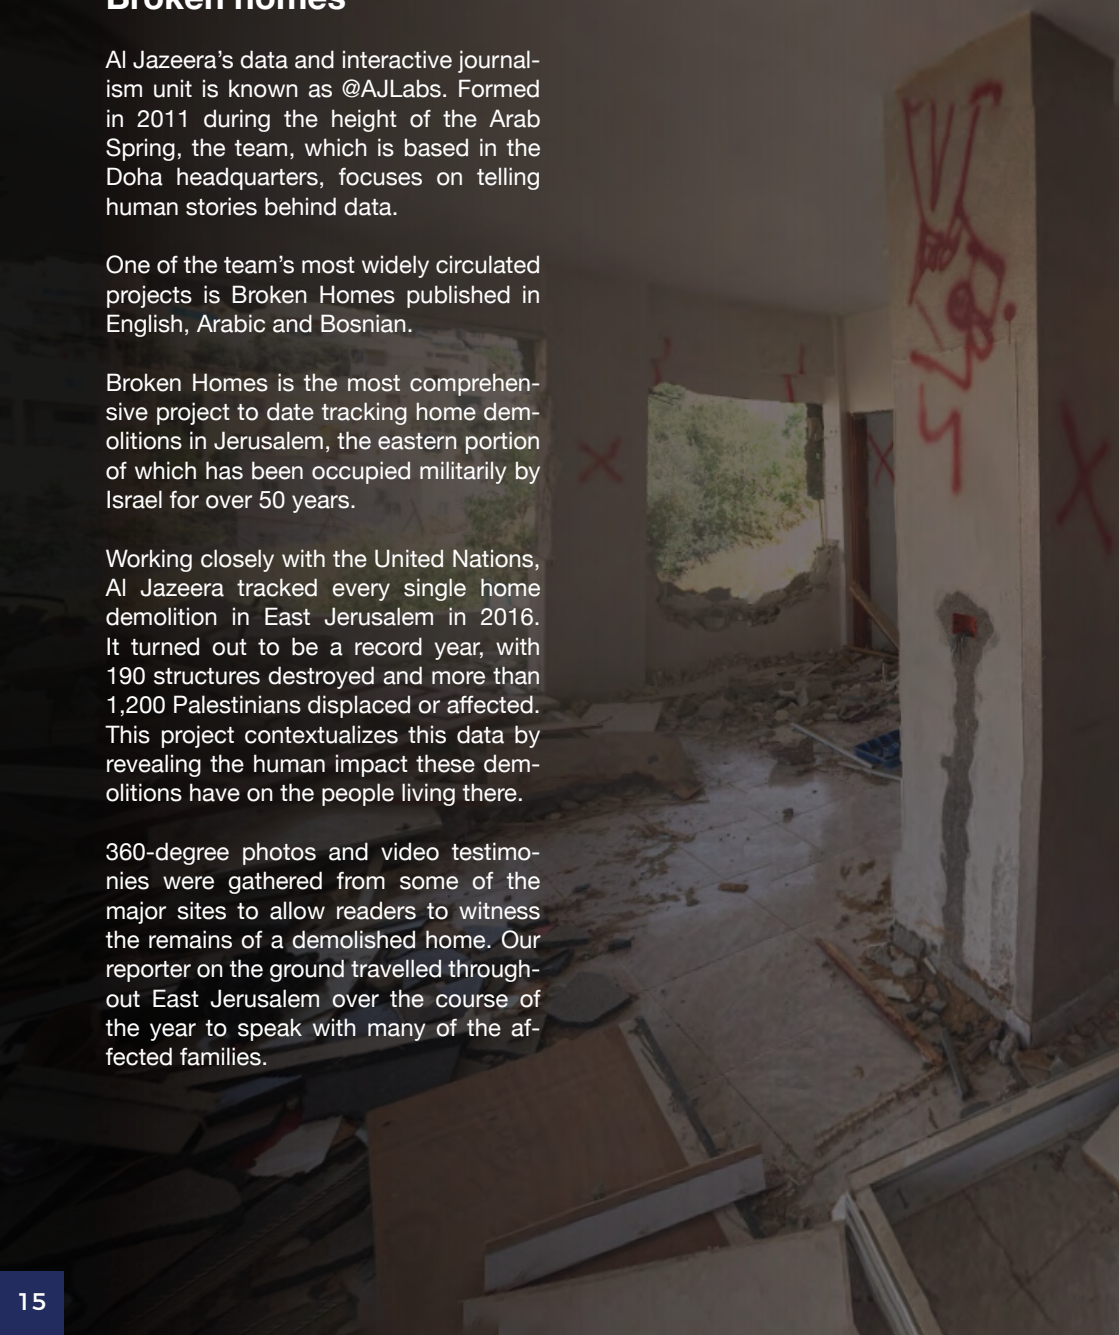 Broken homes
Al Jazeera’s data and interactive journal-
ism unit is known as @AJLabs. Formed
in 2011 during the height of the Arab
Spring, the team, which is based in the
Doha headquarters, focuses on telling
human stories behind data.
One of the team’s most widely circulated
projects is Broken Homes published in
English, Arabic and Bosnian.
Broken Homes is the most comprehen-
sive project to date tracking home dem-
olitions in Jerusalem, the eastern portion
of which has been occupied militarily by
Israel for over 50 years.
Working closely with the United Nations,
Al Jazeera tracked every single home
demolition in East Jerusalem in 2016.
It turned out to be a record year, with
190 structures destroyed and more than
1,200 Palestinians displaced or affected.
This project contextualizes this data by
revealing the human impact these dem-
olitions have on the people living there.
360-degree photos and video testimo-
nies were gathered from some of the
major sites to allow readers to witness
the remains of a demolished home. Our
reporter on the ground travelled through-
out East Jerusalem over the course of
the year to speak with many of the af-
fected families.
15